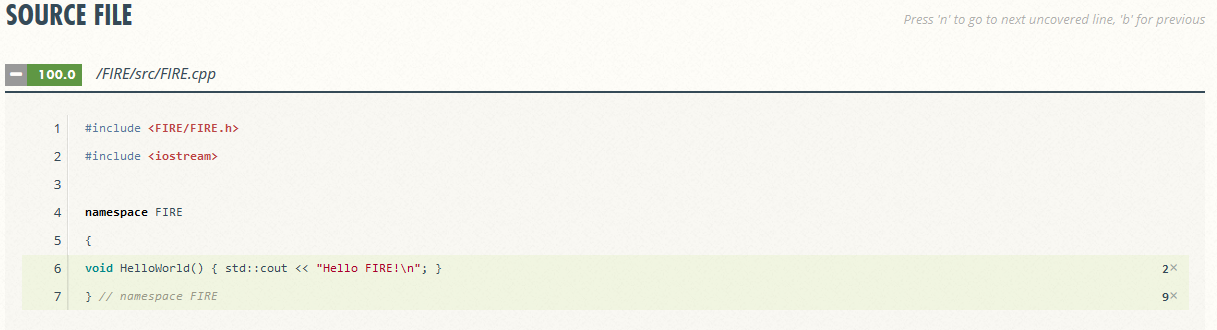 SOURCE FILE
Press 'n' to go to next uncovered line, 'b' for previous
100.0 /FIRE/src/FIRE.cpp
1 #include <FIRE/FIRE.h>
2 #include <iostream>
3
4 namespace FIRE
5 {
6 void HelloWorld() { std::cout << "Hello FIRE!\n"; } 2×
7 } // namespace FIRE 9×